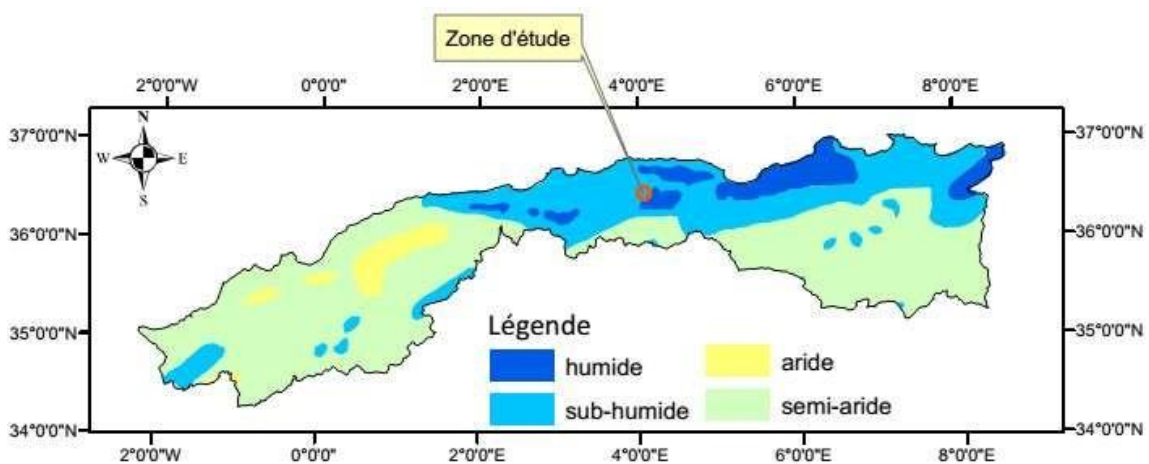 Zone d'étude
2°0'0"W 0°0'0" 2°0'0"E 4°0'0"E 6°0'0"E 8°0'0"E
37°0'0"N 37°0'0"N
N
W E
S
36°0'0"N 36°0'0"N
35°0'0"N 35°0'0"N
Légende
humide aride
sub-humide semi-aride
34°0'0"N 34°0'0"N
2°0'0"W 0°0'0" 2°0'0"E 4°0'0"E 6°0'0"E 8°0'0"E